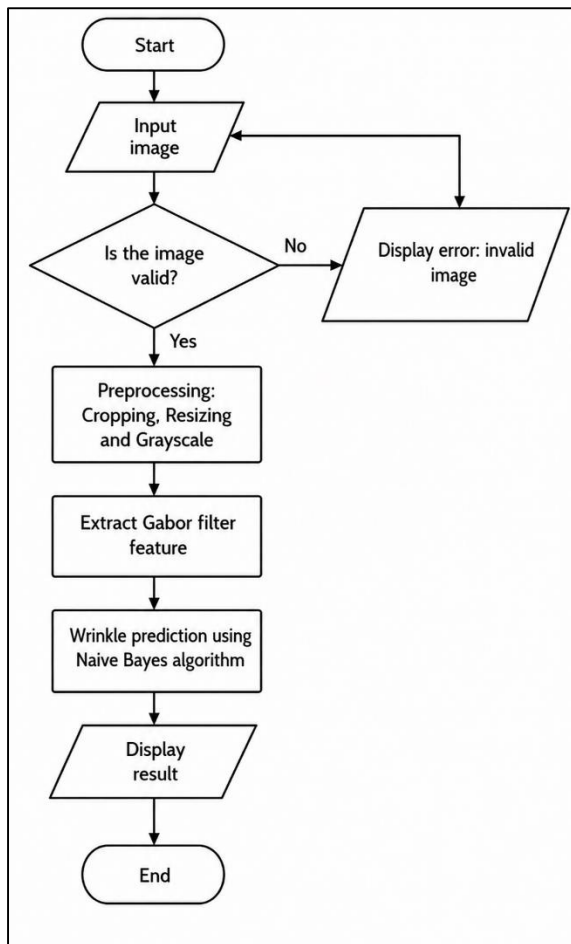 Start
Input
image
Is the image
valid?
No
Display error: invalid
image
Yes
Preprocessing:
Cropping, Resizing
and Grayscale
Extract Gabor filter
feature
Wrinkle prediction using
Naive Bayes algorithm
Display
result
End